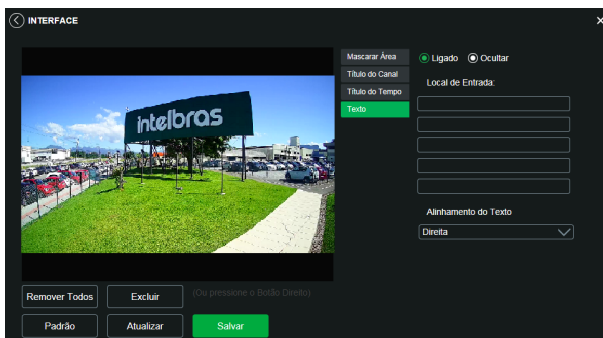 INTERFACE
X
intelbras
Mascarar Área
Título do Canal
Título do Tempo
Texto
Ligado
Ocultar
Local de Entrada:
Alinhamento do Texto
Direita
Remover Todos
Excluir
(Ou pressione o Botão Direito)
Padrão
Atualizar
Salvar